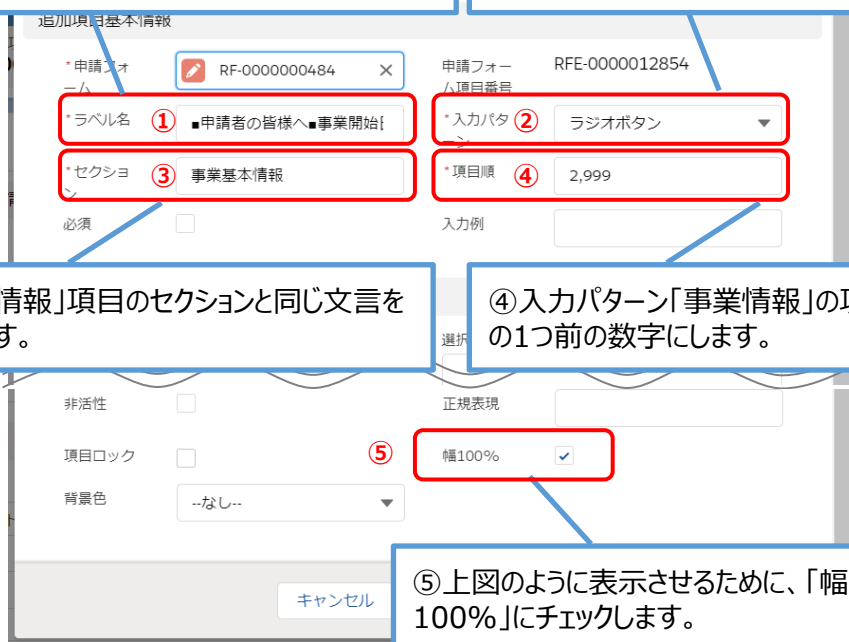 追加項目基本情報
*申請フォーム RF-0000000484 × 申請フォーム項目番号 RFE-0000012854
*ラベル名 ① ■申請者の皆様へ■事業開始 *入力パターン ② ラジオボタン
*セクション ③ 事業基本情報 *項目順 ④ 2,999
必須 入力例
情報」項目のセクションと同じ文言を
す。
④入力パターン「事業情報」の
の1つ前の数字にします。
選択
非活性 正規表現
項目ロック ⑤ 幅100%
背景色 --なし--
キャンセル
⑤上図のように表示させるために、「幅
100%」にチェックします。